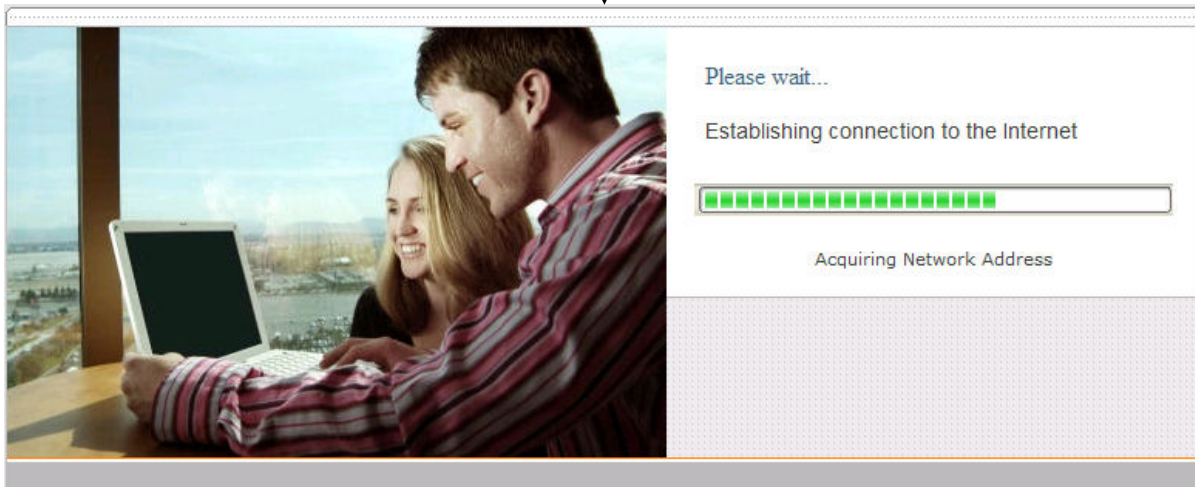 Please wait...
Establishing connection to the Internet
Acquiring Network Address